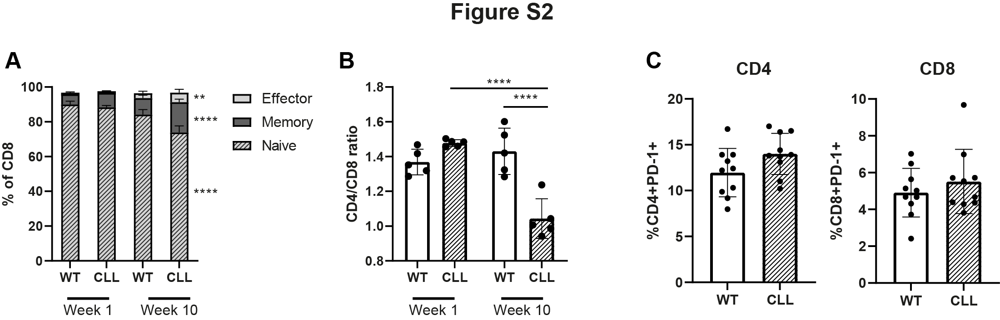 Figure S2
A
% of CD8
100
80
60
40
20
0
WT CLL WT CLL
Week 1 Week 10
**
****
****
Effector
Memory
Naive
B
CD4/CD8 ratio
1.8
1.6
1.4
1.2
1.0
0.8
****
****
WT CLL WT CLL
Week 1 Week 10
C
CD4
%CD4+PD-1+
20
15
10
5
0
WT CLL
CD8
%CD8+PD-1+
10
8
6
4
2
0
WT CLL